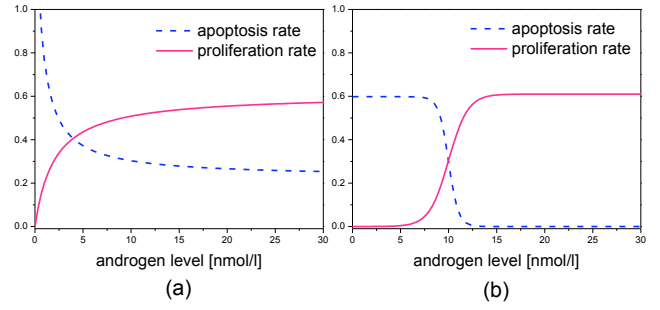 1.0
0.8
0.6
0.4
0.2
0.0
apoptosis rate
proliferation rate
0 5 10 15 20 25 30
androgen level [nmol/l]
(a)
1.0
0.8
0.6
0.4
0.2
0.0
apoptosis rate
proliferation rate
0 5 10 15 20 25 30
androgen level [nmol/l]
(b)